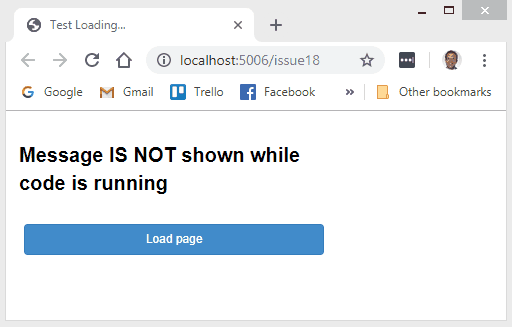 Test Loading...
localhost:5006/issue18
Google Gmail Trello Facebook » Other bookmarks
Message IS NOT shown while
code is running
Load page